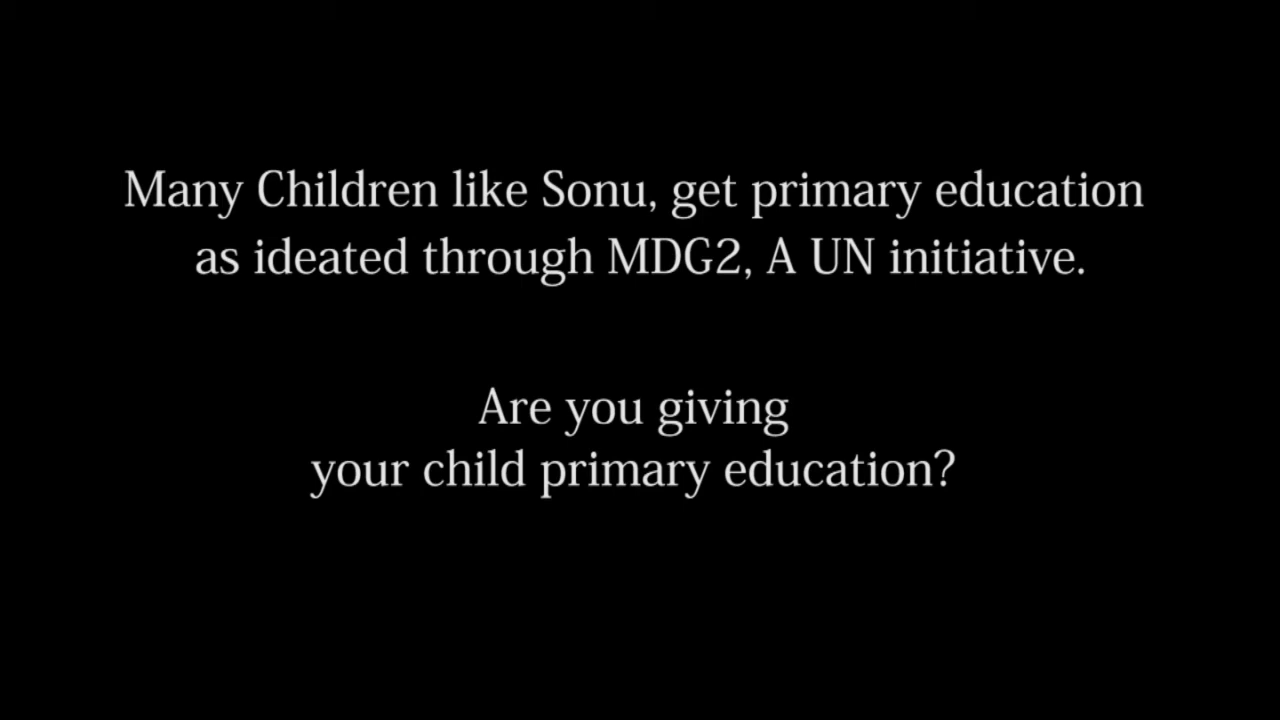 Many Children like Sonu, get primary education
as ideated through MDG2, A UN initiative.
Are you giving
your child primary education?